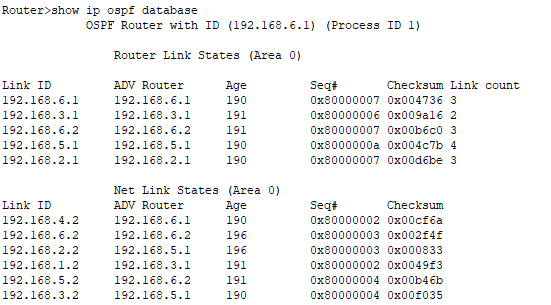 Router>show ip ospf database
OSPF Router with ID (192.168.6.1) (Process ID 1)
Router Link States (Area 0)
Link ID ADV Router Age Seq# Checksum Link count
192.168.6.1 192.168.6.1 190 0x80000007 0x004736 3
192.168.3.1 192.168.3.1 191 0x80000006 0x009a16 2
192.168.6.2 192.168.6.2 191 0x80000007 0x00b6c0 3
192.168.5.1 192.168.5.1 190 0x8000000a 0x004c7b 4
192.168.2.1 192.168.2.1 190 0x80000007 0x00d6be 3
Net Link States (Area 0)
Link ID ADV Router Age Seq# Checksum
192.168.4.2 192.168.6.1 190 0x80000002 0x00cf6a
192.168.6.2 192.168.6.2 196 0x80000003 0x002f4f
192.168.2.2 192.168.5.1 196 0x80000003 0x000833
192.168.1.2 192.168.3.1 191 0x80000002 0x0049f3
192.168.5.2 192.168.6.2 191 0x80000004 0x00b46b
192.168.3.2 192.168.5.1 190 0x80000004 0x00f035